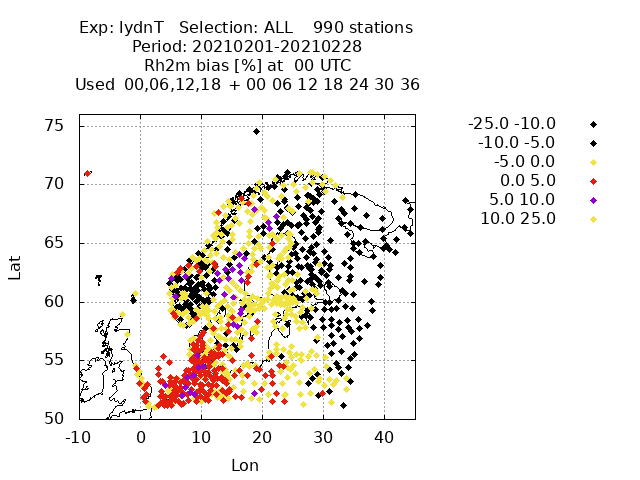 Exp: lydnT   Selection: ALL    990 stations
Period: 20210201-20210228
Rh2m bias [%] at  00 UTC
Used  00,06,12,18  + 00 06 12 18 24 30 36
-25.0 -10.0
-10.0 -5.0
-5.0 0.0
0.0 5.0
5.0 10.0
10.0 25.0
75
70
65
60
55
50
Lat
-10 0 10 20 30 40
Lon